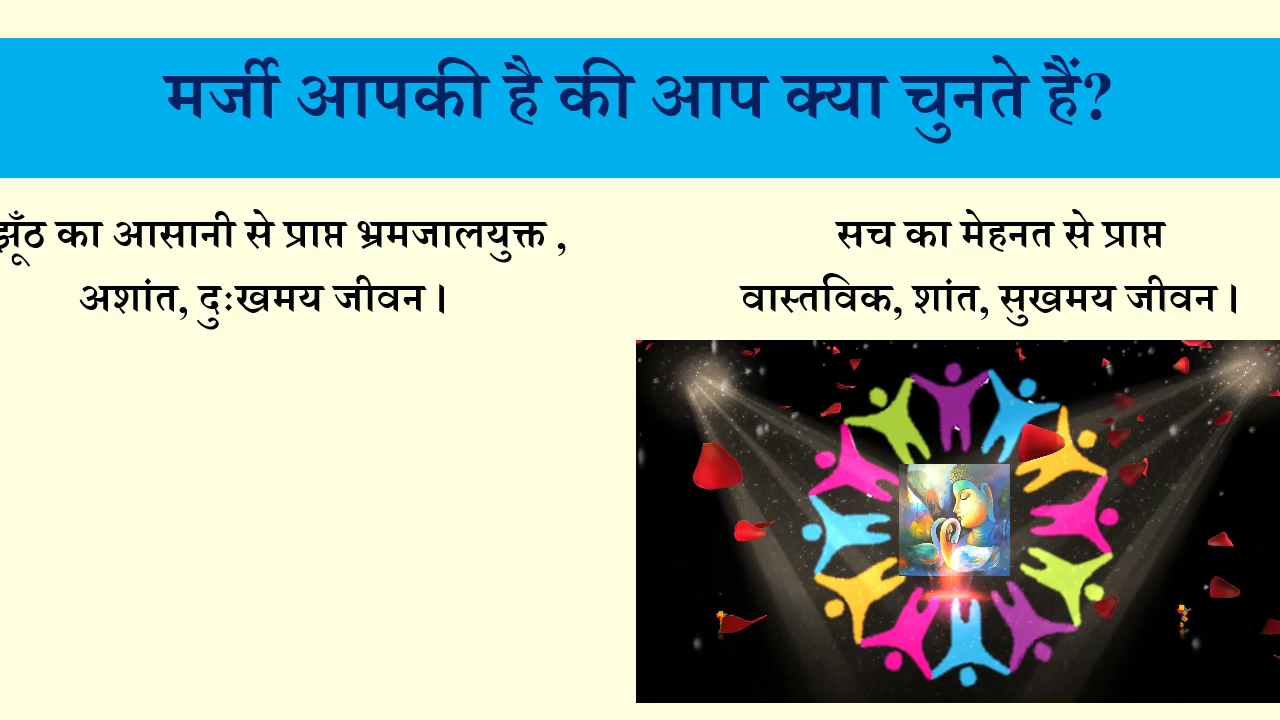 मर्जी आपकी है की आप क्या चुनते हैं?
झूँठ का आसानी से प्राप्त भ्रमजालयुक्त ,
अशांत, दुःखमय जीवन।
सच का मेहनत से प्राप्त
वास्तविक, शांत, सुखमय जीवन।